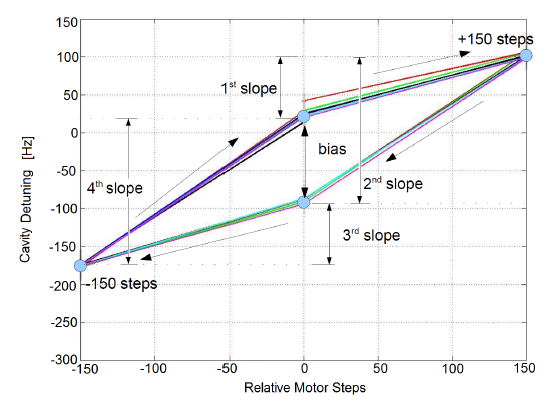 150
100
50
0
-50
-100
-150
-200
-250
-300
-150
-100
-50
0
50
100
150
Cavity Detuning [Hz]
Relative Motor Steps
+150 steps
1st slope
bias
4th slope
2nd slope
3rd slope
-150 steps